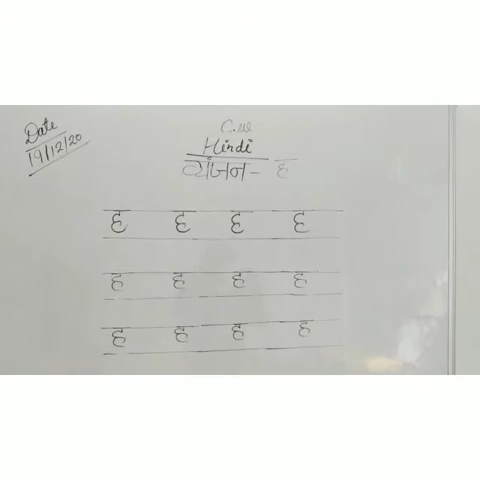 Date
19/12/20
C.W
Hindi
व्यंजन - ह
ह ह ह ह
ह ह ह ह
ह ह ह ह